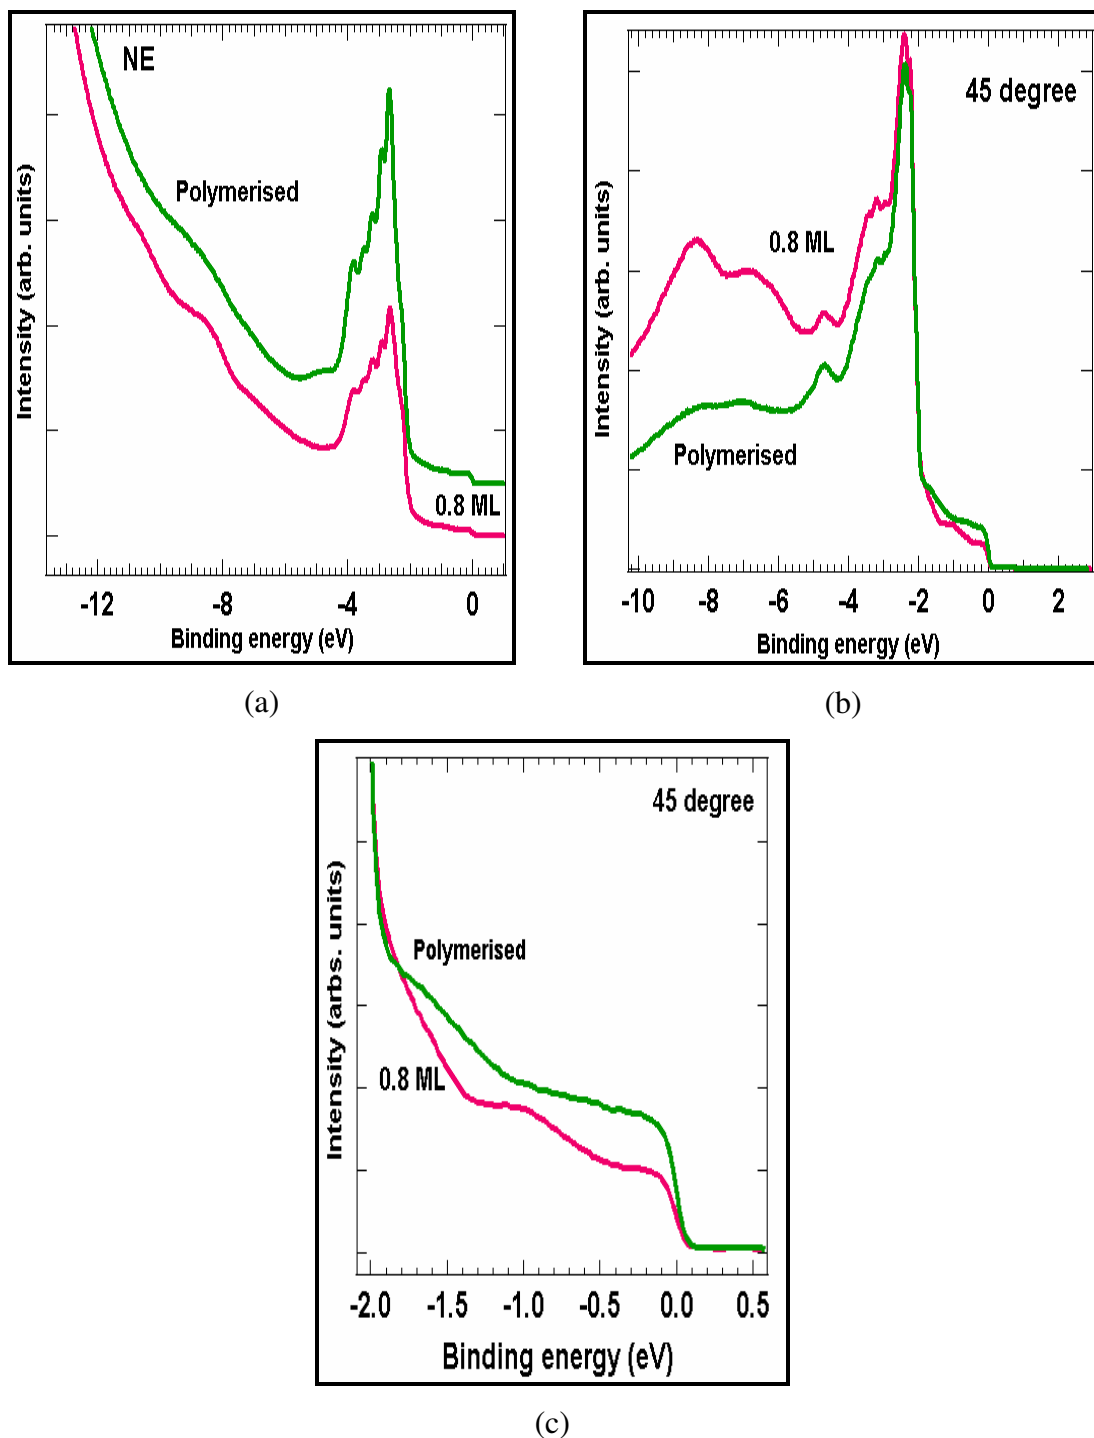 NE
Polymerised
0.8 ML
Intensity (arb. units)
-12 -8 -4 0
Binding energy (eV)
(a)
45 degree
0.8 ML
Polymerised
Intensity (arb. units)
-10 -8 -6 -4 -2 0 2
Binding energy (eV)
(b)
45 degree
Polymerised
0.8 ML
Intensity (arbs. units)
-2.0 -1.5 -1.0 -0.5 0.0 0.5
Binding energy (eV)
(c)